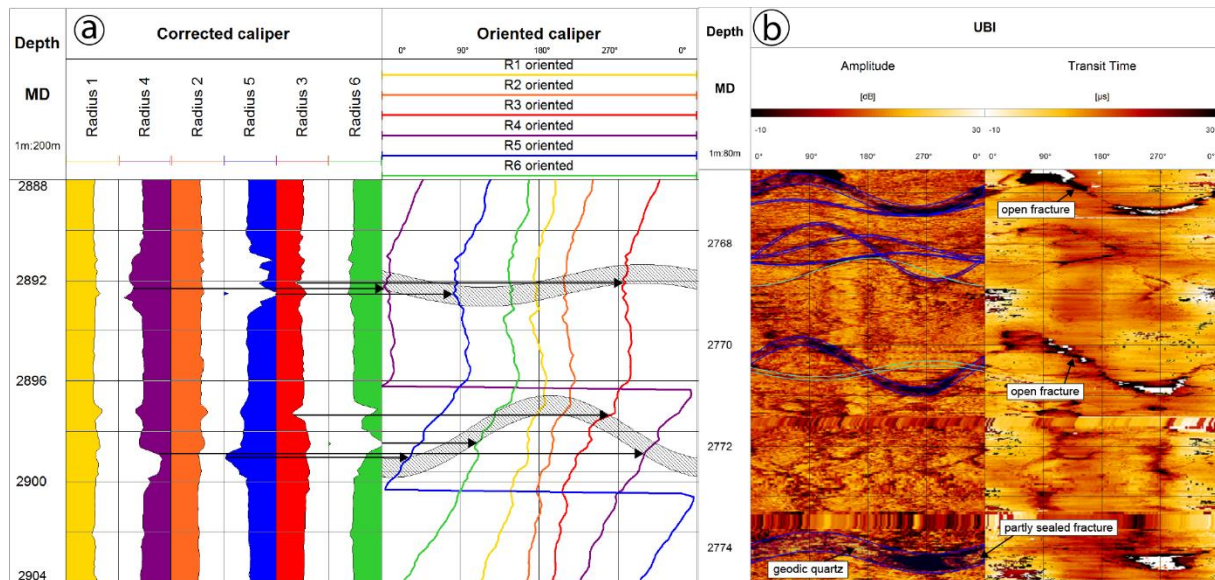 a
Depth
MD
1m:200m
Corrected caliper
Radius 1
Radius 4
Radius 2
Radius 5
Radius 3
Radius 6
Oriented caliper
0° 90° 180° 270° 0°
R1 oriented
R2 oriented
R3 oriented
R4 oriented
R5 oriented
R6 oriented
2888
2892
2896
2900
2904
b
Depth
MD
1m:80m
UBI
Amplitude
Transit Time
[dB]
[µs]
-10 30 -10 30
0° 90° 180° 270° 0° 90° 180° 270° 0°
2768
2770
2772
2774
open fracture
open fracture
partly sealed fracture
geodic quartz